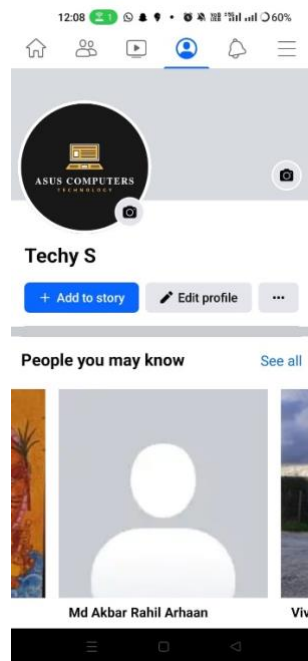 12:08 1 60%
ASUS COMPUTERS
TECHNOLOGY
Techy S
+ Add to story Edit profile ...
People you may know See all
Md Akbar Rahil Arhaan Viv